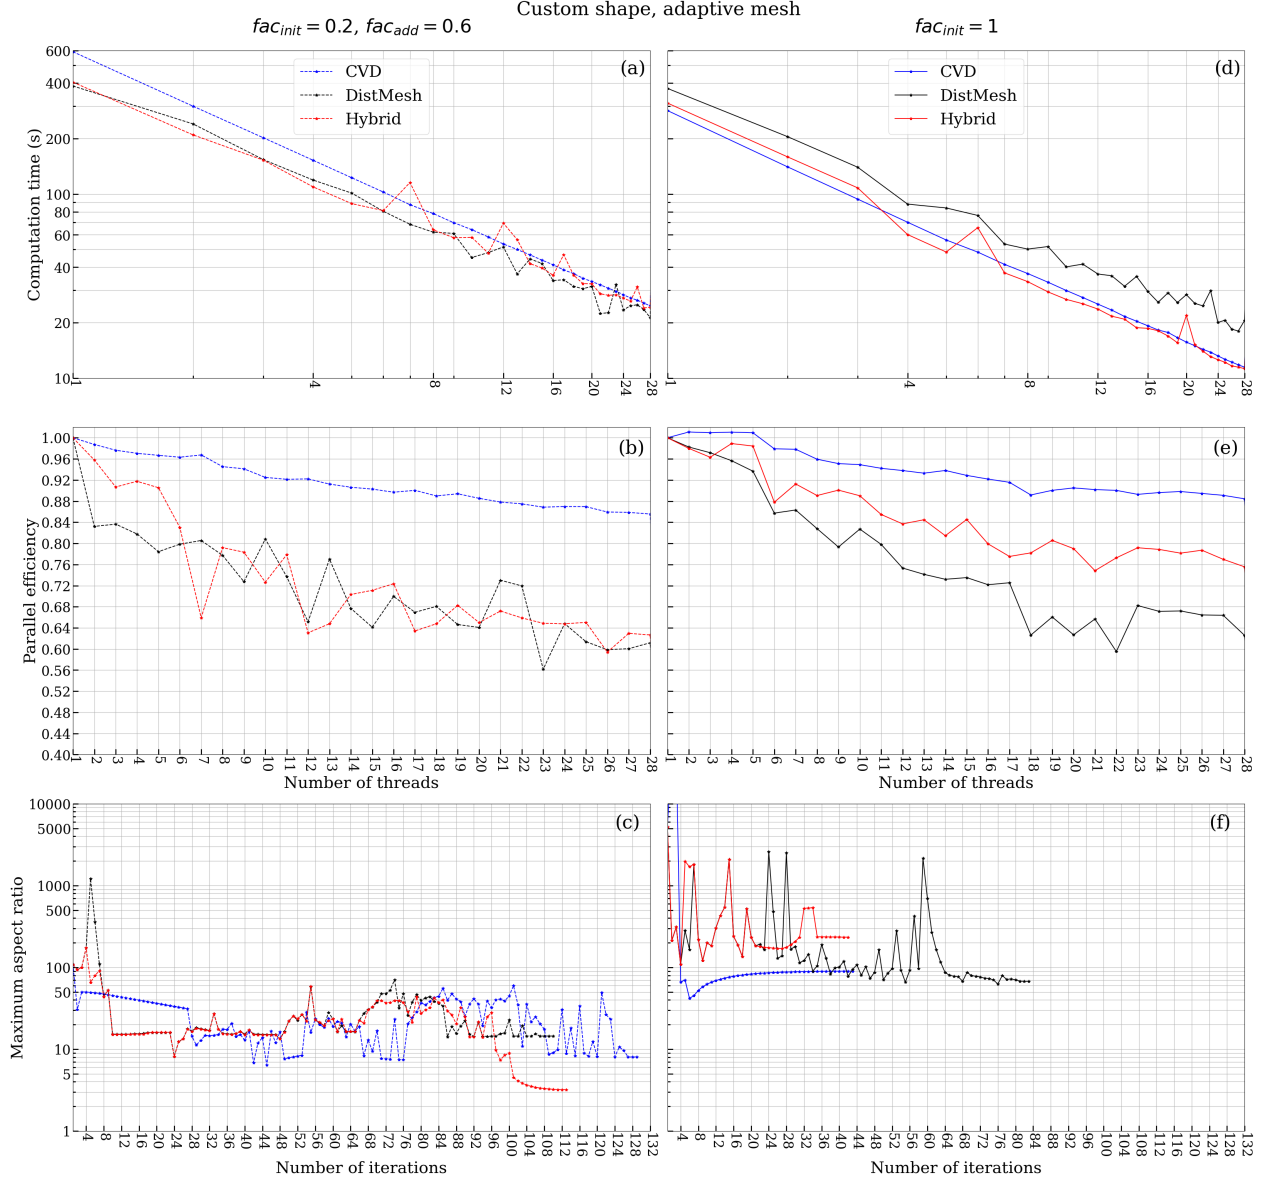 Custom shape, adaptive mesh
fac_init = 0.2, fac_add = 0.6
fac_init = 1
600
400
200
100
80
60
40
20
10
Computation time (s)
CVD
DistMesh
Hybrid
(a)
1 4 8 12 16 20 24 28
CVD
DistMesh
Hybrid
(d)
1 4 8 12 16 20 24 28
1.00
0.96
0.92
0.88
0.84
0.80
0.76
0.72
0.68
0.64
0.60
0.56
0.52
0.48
0.44
0.40
Parallel efficiency
(b)
1 2 3 4 5 6 7 8 9 10 11 12 13 14 15 16 17 18 19 20 21 22 23 24 25 26 27 28
Number of threads
(e)
1 2 3 4 5 6 7 8 9 10 11 12 13 14 15 16 17 18 19 20 21 22 23 24 25 26 27 28
Number of threads
10000
5000
1000
500
100
50
10
5
1
Maximum aspect ratio
(c)
4 8 12 16 20 24 28 32 36 40 44 48 52 56 60 64 68 72 76 80 84 88 92 96 100 104 108 112 116 120 124 128 132
Number of iterations
(f)
4 8 12 16 20 24 28 32 36 40 44 48 52 56 60 64 68 72 76 80 84 88 92 96 100 104 108 112 116 120 124 128 132
Number of iterations